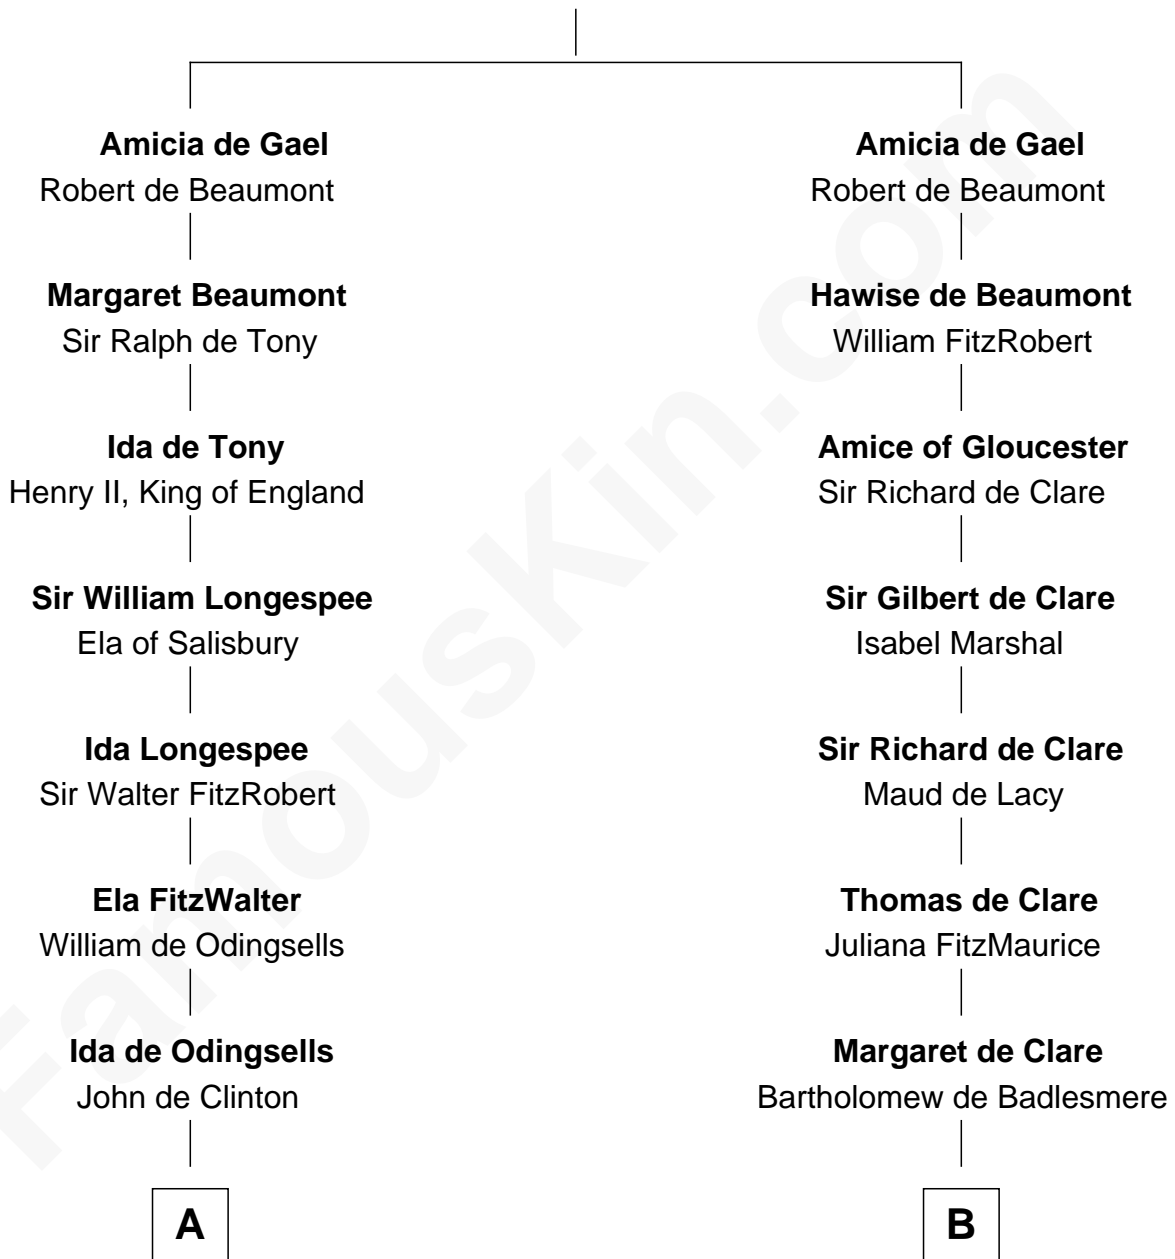 Amicia de Gael
Robert de Beaumont
Margaret Beaumont
Sir Ralph de Tony
Ida de Tony
Henry II, King of England
Sir William Longespee
Ela of Salisbury
Ida Longespee
Sir Walter FitzRobert
Ela FitzWalter
William de Odingsells
Ida de Odingsells
John de Clinton
A
Amicia de Gael
Robert de Beaumont
Hawise de Beaumont
William FitzRobert
Amice of Gloucester
Sir Richard de Clare
Sir Gilbert de Clare
Isabel Marshal
Sir Richard de Clare
Maud de Lacy
Thomas de Clare
Juliana FitzMaurice
Margaret de Clare
Bartholomew de Badlesmere
B
FamousKin.com